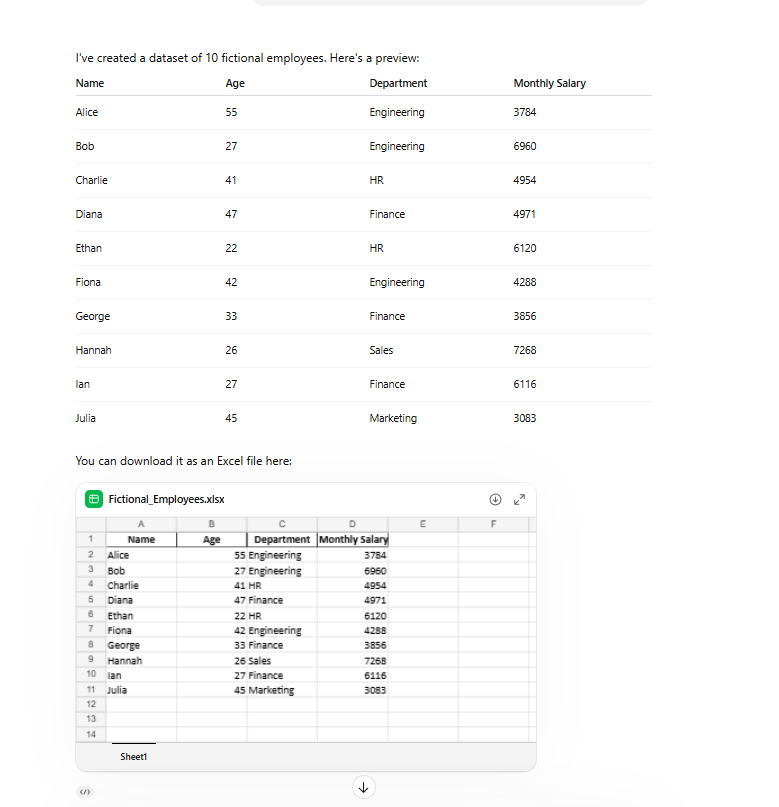 I've created a dataset of 10 fictional employees. Here's a preview:
Name Age Department Monthly Salary
Alice 55 Engineering 3784
Bob 27 Engineering 6960
Charlie 41 HR 4954
Diana 47 Finance 4971
Ethan 22 HR 6120
Fiona 42 Engineering 4288
George 33 Finance 3856
Hannah 26 Sales 7268
Ian 27 Finance 6116
Julia 45 Marketing 3083
You can download it as an Excel file here:
Fictional_Employees.xlsx
A B C D E F
1 Name Age Department Monthly Salary
2 Alice 55 Engineering 3784
3 Bob 27 Engineering 6960
4 Charlie 41 HR 4954
5 Diana 47 Finance 4971
6 Ethan 22 HR 6120
7 Fiona 42 Engineering 4288
8 George 33 Finance 3856
9 Hannah 26 Sales 7268
10 Ian 27 Finance 6116
11 Julia 45 Marketing 3083
12
13
14
Sheet1